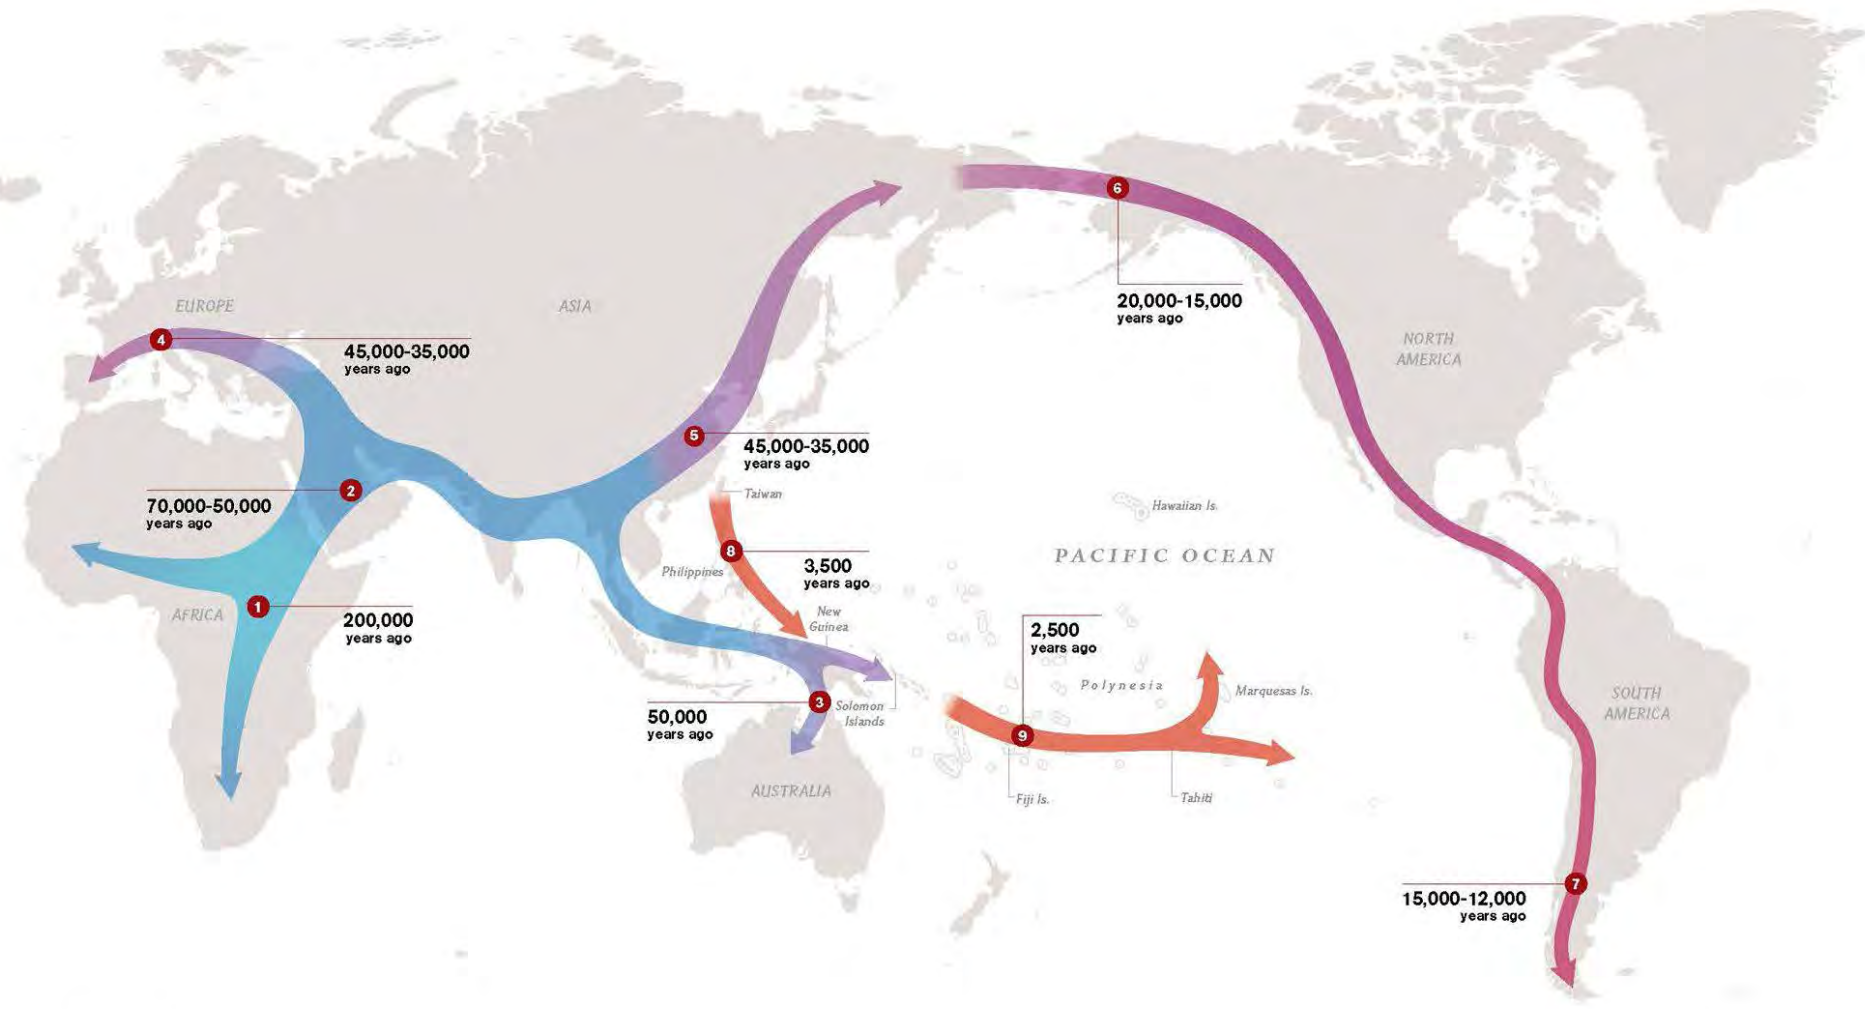 6
20,000-15,000
years ago
EUROPE
ASIA
4
45,000-35,000
years ago
NORTH
AMERICA
5
45,000-35,000
years ago
2
70,000-50,000
years ago
Taiwan
Hawaiian Is.
PACIFIC OCEAN
8
3,500
years ago
Philippines
1
AFRICA
200,000
years ago
New
Guinea
2,500
years ago
Polynesia
Marquesas Is.
3
50,000
years ago
Solomon
Islands
9
SOUTH
AMERICA
AUSTRALIA
Fiji Is.
Tahiti
7
15,000-12,000
years ago